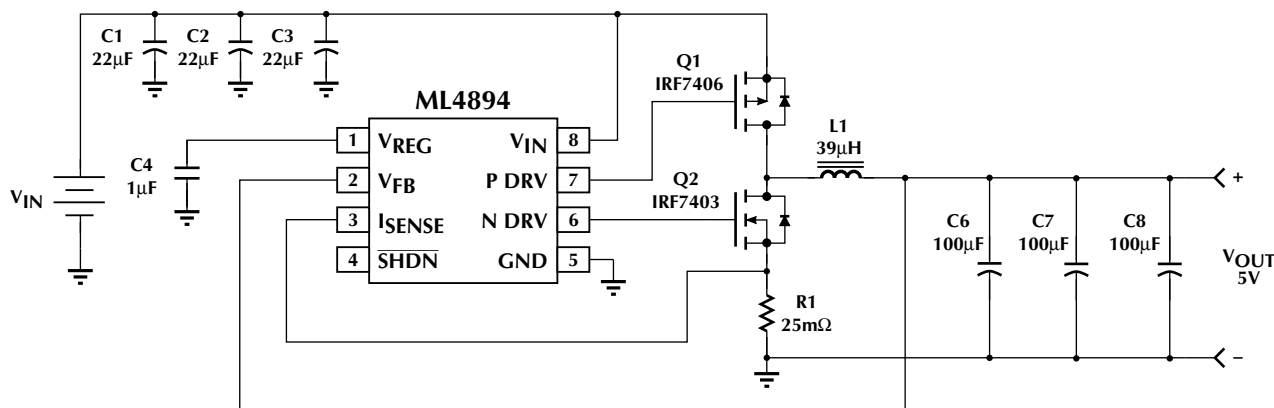 C1
22µF
C2
22µF
C3
22µF
Q1
IRF7406
ML4894
L1
39µH
1
VREG
VIN
8
C4
1µF
2
VFB
P DRV
7
VIN
Q2
IRF7403
+
3
ISENSE
N DRV
6
C6
100µF
C7
100µF
C8
100µF
4
SHDN
GND
5
VOUT
5V
R1
25mΩ
–